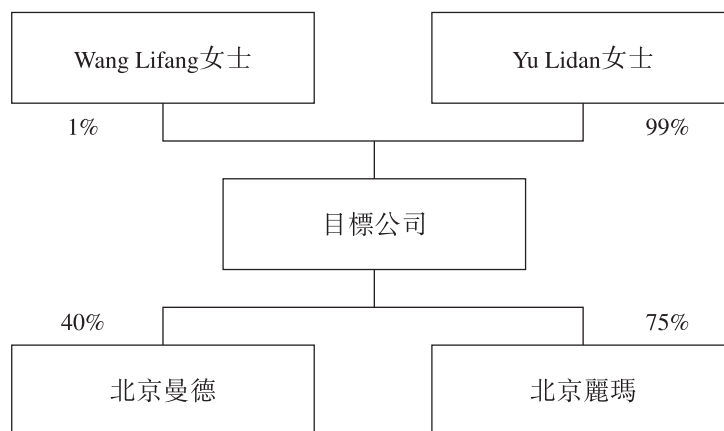 Wang Lifang女士
Yu Lidan女士
1%
99%
目標公司
40%
75%
北京曼德
北京麗瑪